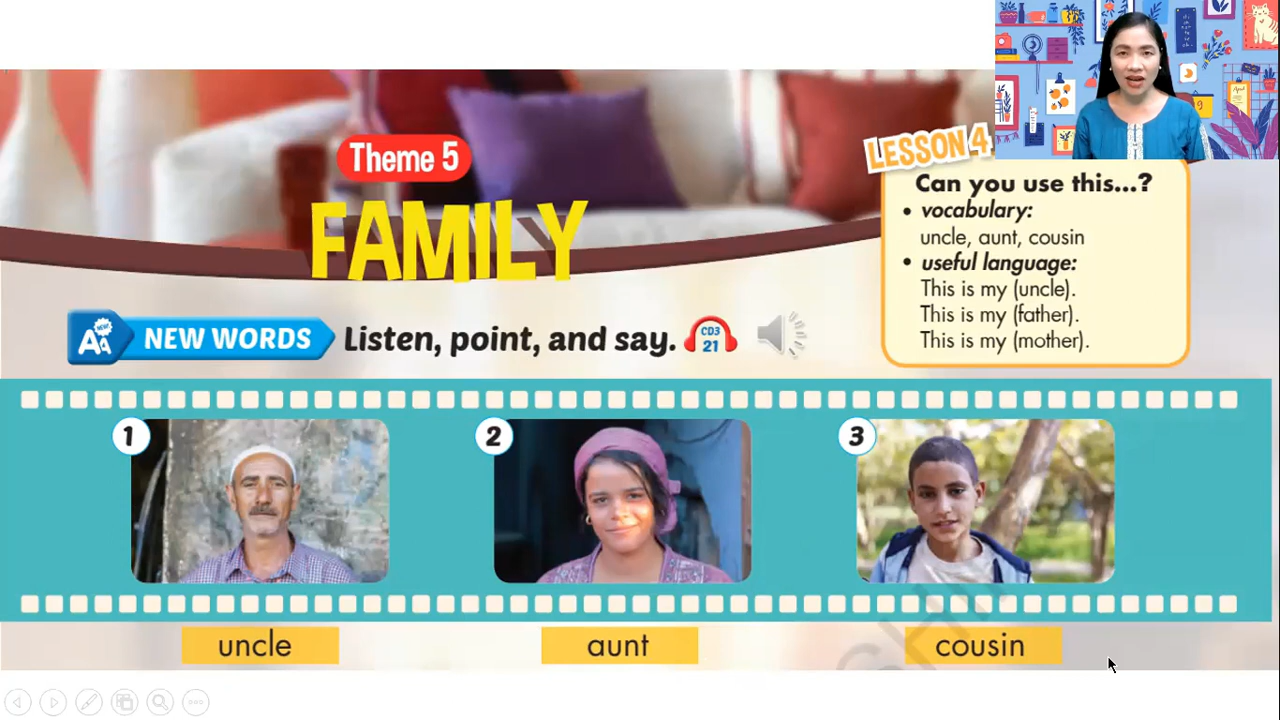 Theme 5
FAMILY
LESSON 4
Can you use this...?
• vocabulary:
uncle, aunt, cousin
• useful language:
This is my (uncle).
This is my (father).
This is my (mother).
NEW WORDS
Listen, point, and say.
CD3
21
1
2
3
uncle
aunt
cousin